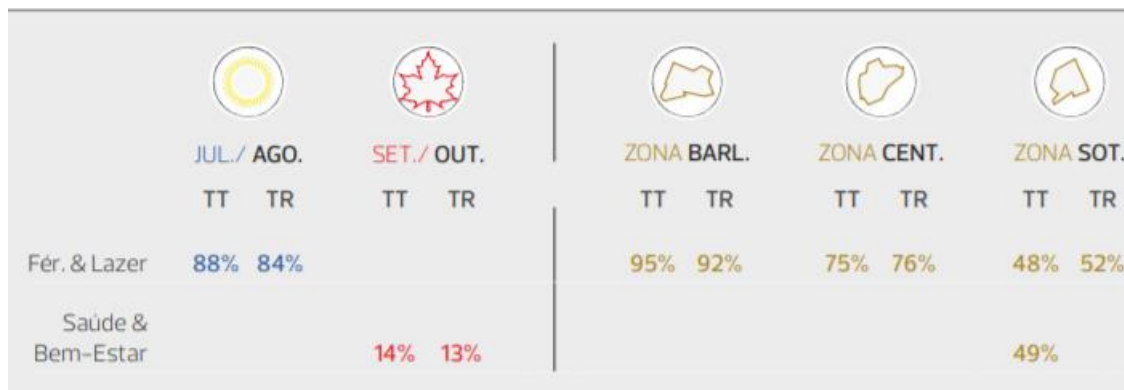 JUL./ AGO. SET./ OUT. ZONA BARL. ZONA CENT. ZONA SOT.
TT TR TT TR TT TR TT TR TT TR
Fér. & Lazer 88% 84% 95% 92% 75% 76% 48% 52%
Saúde &
Bem-Estar 14% 13% 49%